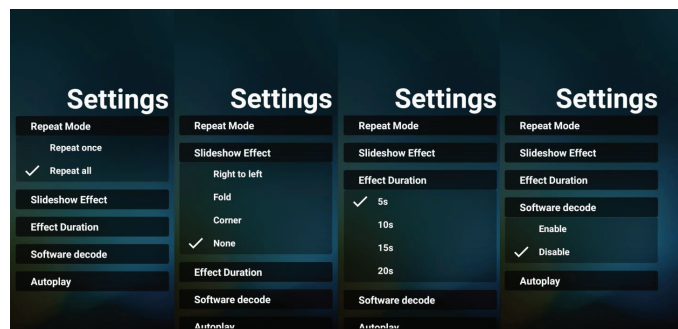 Settings
Repeat Mode
Repeat once
Repeat all
Slideshow Effect
Effect Duration
Software decode
Autoplay
Settings
Repeat Mode
Slideshow Effect
Right to left
Fold
Corner
None
Effect Duration
Software decode
Autoplay
Settings
Repeat Mode
Slideshow Effect
Effect Duration
5s
10s
15s
20s
Software decode
Autoplay
Settings
Repeat Mode
Slideshow Effect
Effect Duration
Software decode
Enable
Disable
Autoplay